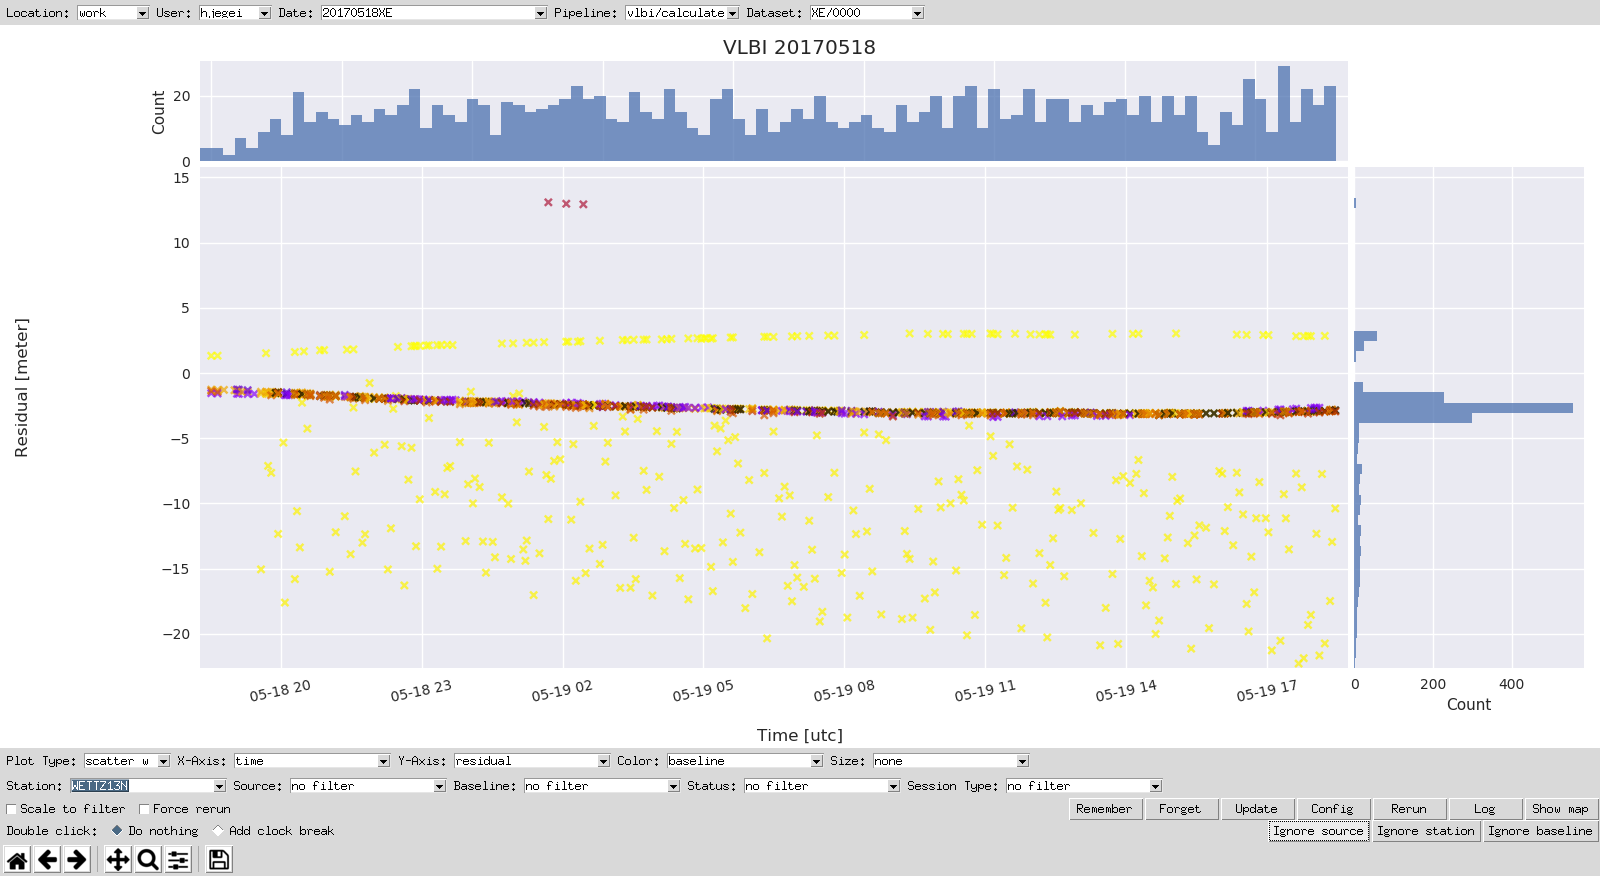 Location: work User: hjegei Date: 20170518XE Pipeline: vlbi/calculate Dataset: XE/0000
VLBI 20170518
Count
20
0
15
10
5
0
−5
−10
−15
−20
Residual [meter]
05-18 20 05-18 23 05-19 02 05-19 05 05-19 08 05-19 11 05-19 14 05-19 17
Time [utc]
0 200 400
Count
Plot Type: scatter w X-Axis: time Y-Axis: residual Color: baseline Size: none
Station: WETTZ13N Source: no filter Baseline: no filter Status: no filter Session Type: no filter
Scale to filter Force rerun Remember Forget Update Config Rerun Log Show map
Double click: Do nothing Add clock break Ignore source Ignore station Ignore baseline